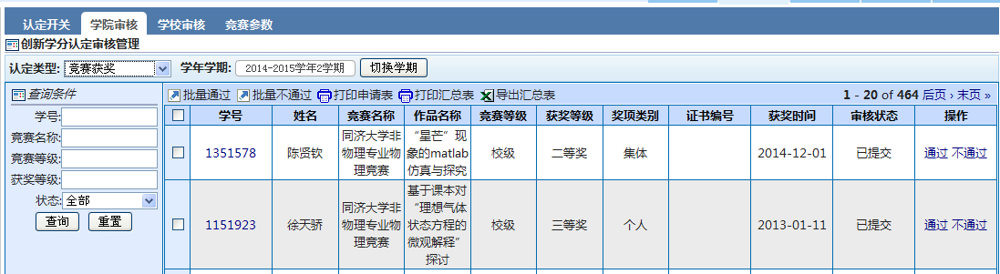 认定开关 学院审核 学校审核 竞赛参数
创新学分认定审核管理
认定类型: 竞赛获奖 学年学期: 2014-2015学年2学期 切换学期
查询条件
学号:
竞赛名称:
竞赛等级:
获奖等级:
状态: 全部
查询 重置
批量通过 批量不通过 打印申请表 打印汇总表 导出汇总表 1 - 20 of 464 后页 › 末页 »
学号 姓名 竞赛名称 作品名称 竞赛等级 获奖等级 奖项类别 证书编号 获奖时间 审核状态 操作
1351578 陈贤钦 同济大学非物理专业物理竞赛 “星芒”现象的matlab仿真与探究 校级 二等奖 集体 2014-12-01 已提交 通过 不通过
1151923 徐天骄 同济大学非物理专业物理竞赛 基于课本对“理想气体状态方程的微观解释”探讨 校级 三等奖 个人 2013-01-11 已提交 通过 不通过